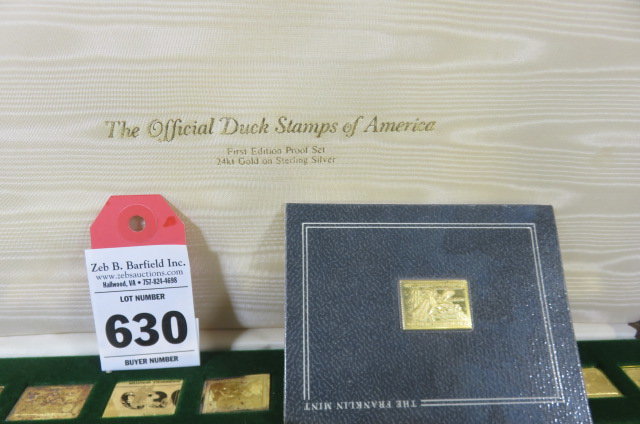 The Official Duck Stamps of America
First Edition Proof Set
24kt Gold on Sterling Silver
Zeb B. Barfield Inc.
www.zebsauctions.com
Hallwood, VA • 757-824-4698
LOT NUMBER
630
BUYER NUMBER
THE FRANKLIN MINT